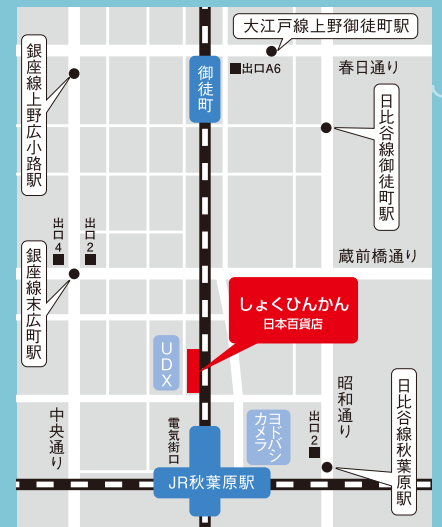 大江戸線上野御徒町駅
銀座線上野広小路駅
御徒町
出口A6
春日通り
日比谷線御徒町駅
出口4
出口2
銀座線末広町駅
蔵前橋通り
しょくひんかん
日本百貨店
UDX
中央通り
電気街口
ヨドバシ
カメラ
出口2
昭和通り
日比谷線秋葉原駅
JR秋葉原駅